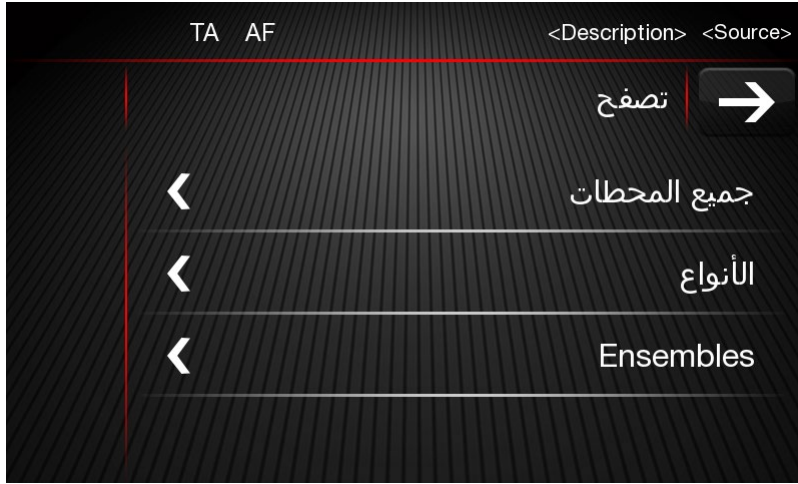 TA AF <Description> <Source>
تصفح
جميع المحطات
الأنواع
Ensembles